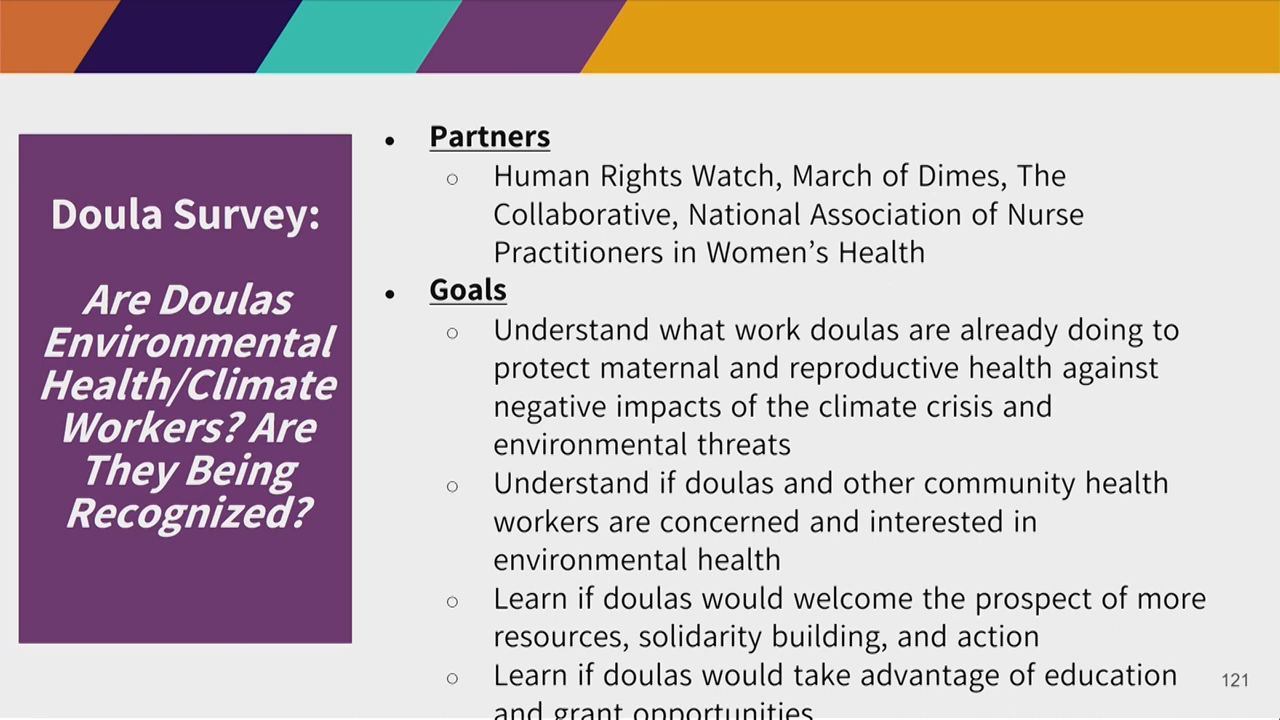 Doula Survey:
Are Doulas
Environmental
Health/Climate
Workers? Are
They Being
Recognized?
• Partners
○ Human Rights Watch, March of Dimes, The
Collaborative, National Association of Nurse
Practitioners in Women’s Health
• Goals
○ Understand what work doulas are already doing to
protect maternal and reproductive health against
negative impacts of the climate crisis and
environmental threats
○ Understand if doulas and other community health
workers are concerned and interested in
environmental health
○ Learn if doulas would welcome the prospect of more
resources, solidarity building, and action
○ Learn if doulas would take advantage of education
and grant opportunities
121